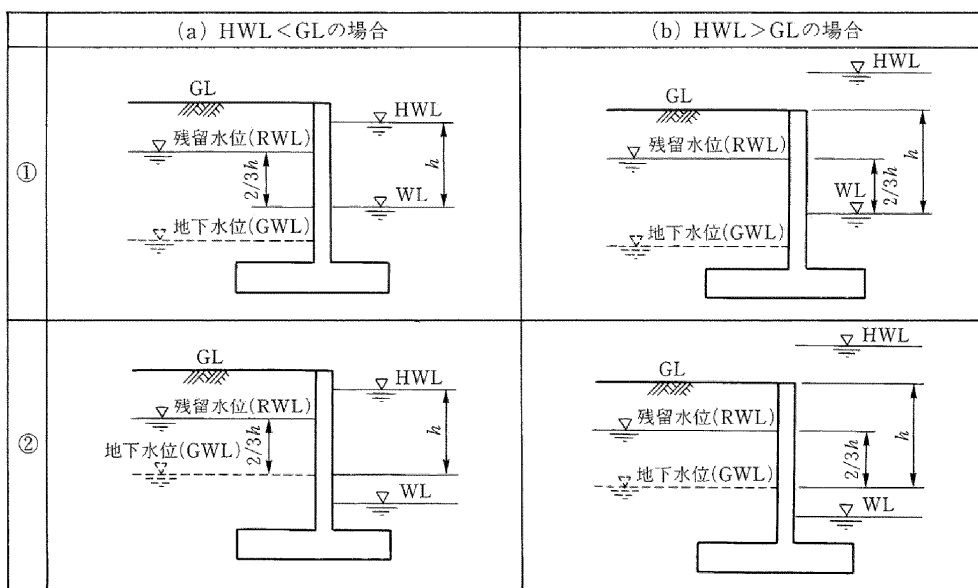 (a) HWL<GLの場合
(b) HWL>GLの場合
①
GL
HWL
残留水位(RWL)
h
2/3h
WL
地下水位(GWL)
HWL
GL
残留水位(RWL)
h
WL
2/3h
地下水位(GWL)
②
GL
HWL
残留水位(RWL)
h
2/3h
地下水位(GWL)
WL
HWL
GL
残留水位(RWL)
h
2/3h
地下水位(GWL)
WL